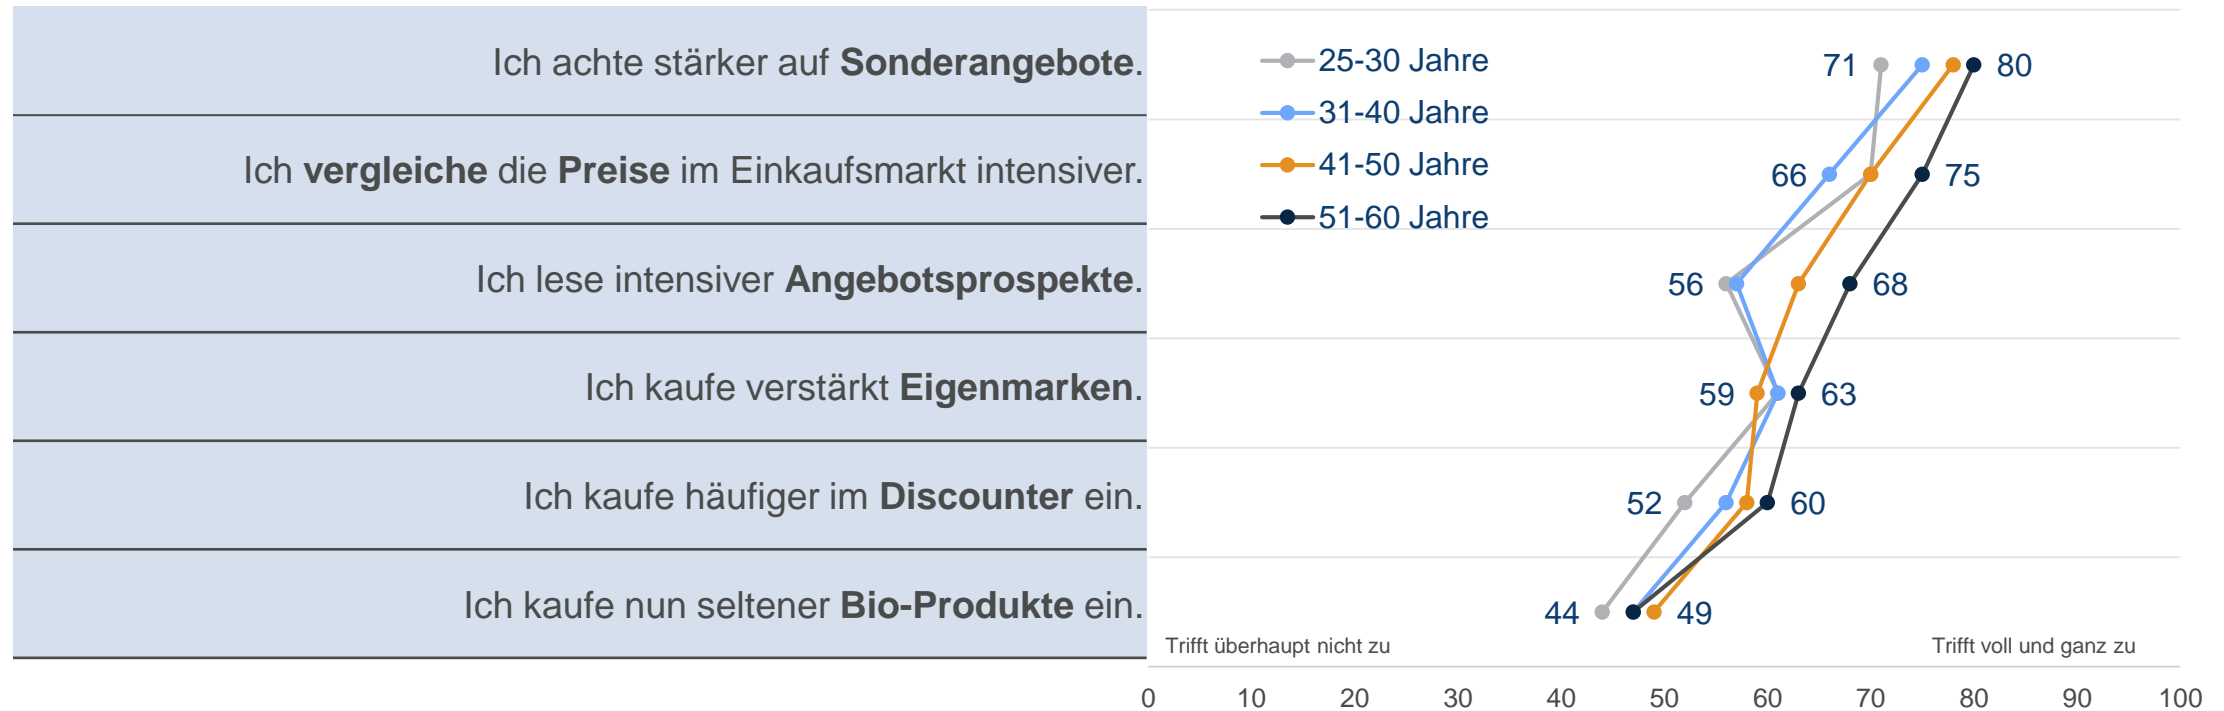 Ich achte stärker auf Sonderangebote.
Ich vergleiche die Preise im Einkaufsmarkt intensiver.
Ich lese intensiver Angebotsprospekte.
Ich kaufe verstärkt Eigenmarken.
Ich kaufe häufiger im Discounter ein.
Ich kaufe nun seltener Bio-Produkte ein.
25-30 Jahre
31-40 Jahre
41-50 Jahre
51-60 Jahre
71 80
66 75
56 68
59 63
52 60
44 49
Trifft überhaupt nicht zu Trifft voll und ganz zu
0 10 20 30 40 50 60 70 80 90 100